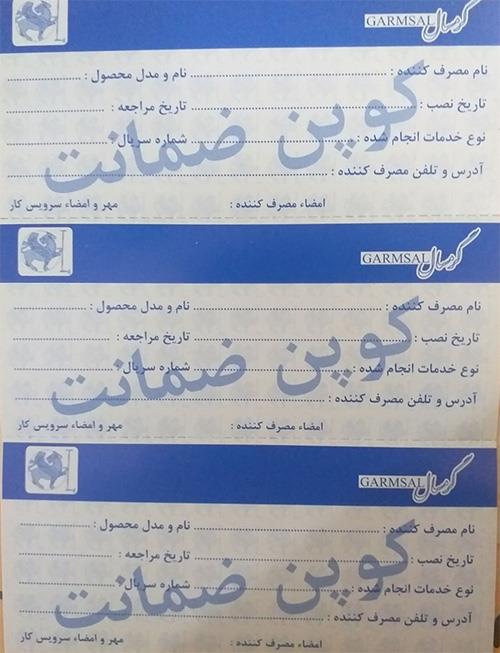 گرمسال GARMSAL
نام مصرف کننده : نام و مدل محصول :
تاریخ نصب : تاریخ مراجعه :
کوپن ضمانت
نوع خدمات انجام شده : شماره سریال :
آدرس و تلفن مصرف کننده :
امضاء مصرف کننده : مهر و امضاء سرویس کار
گرمسال GARMSAL
نام مصرف کننده : نام و مدل محصول :
تاریخ نصب : تاریخ مراجعه :
کوپن ضمانت
نوع خدمات انجام شده : شماره سریال :
آدرس و تلفن مصرف کننده :
امضاء مصرف کننده : مهر و امضاء سرویس کار
گرمسال GARMSAL
نام مصرف کننده : نام و مدل محصول :
تاریخ نصب : تاریخ مراجعه :
کوپن ضمانت
نوع خدمات انجام شده : شماره سریال :
آدرس و تلفن مصرف کننده :
امضاء مصرف کننده : مهر و امضاء سرویس کار